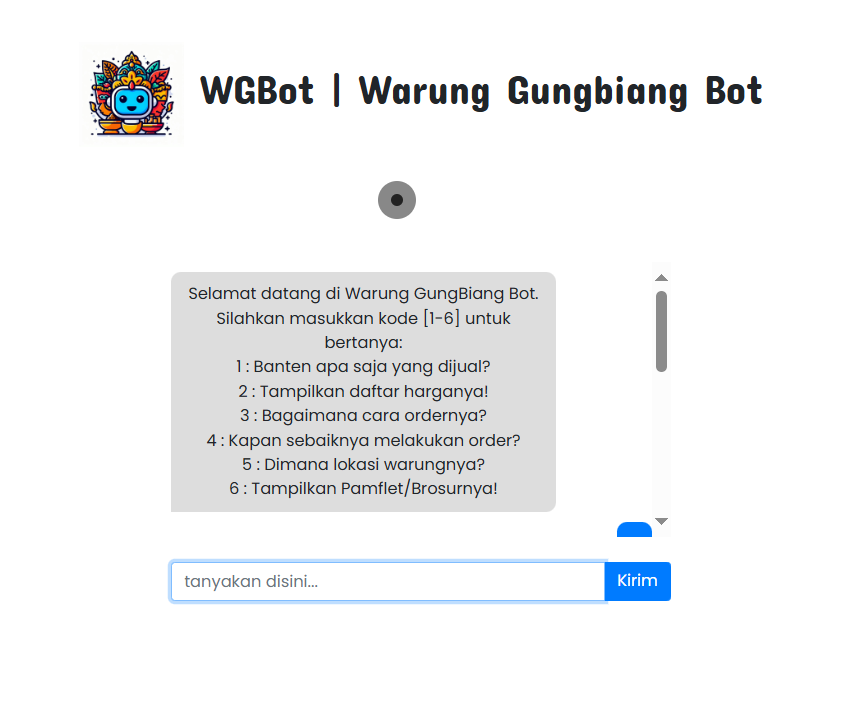 WGBot | Warung Gungbiang Bot
Selamat datang di Warung GungBiang Bot.
Silahkan masukkan kode [1-6] untuk
bertanya:
1 : Banten apa saja yang dijual?
2 : Tampilkan daftar harganya!
3 : Bagaimana cara ordernya?
4 : Kapan sebaiknya melakukan order?
5 : Dimana lokasi warungnya?
6 : Tampilkan Pamflet/Brosurnya!
tanyakan disini...
Kirim